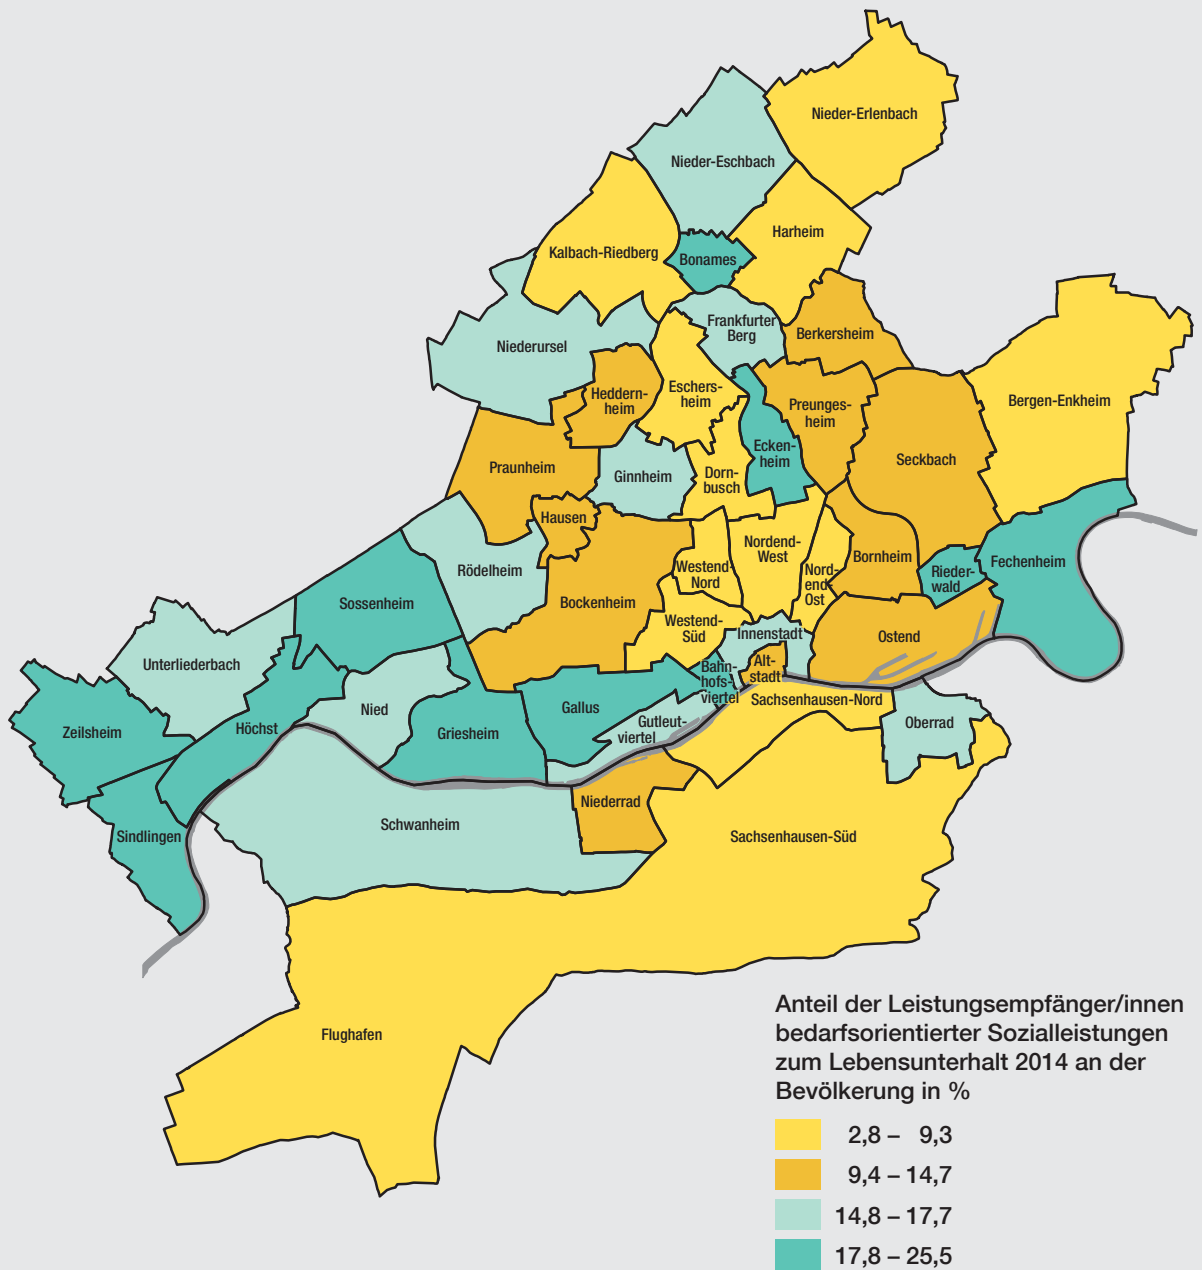 Nieder-Erlenbach
Nieder-Eschbach
Harheim
Kalbach-Riedberg
Bonames
Frankfurter
Berg
Berkersheim
Niederursel
Heddern-
heim
Eschers-
heim
Preunges-
heim
Bergen-Enkheim
Seckbach
Praunheim
Ginnheim
Dorn-
busch
Ecken-
heim
Hausen
Nordend-
West
Bornheim
Fechenheim
Rödelheim
Westend-
Nord
Nord-
end-
Ost
Rieder-
wald
Sossenheim
Bockenheim
Westend-
Süd
Innenstadt
Ostend
Unterliederbach
Bahn-
hofs-
viertel
Alt-
stadt
Sachsenhausen-Nord
Nied
Gallus
Gutleut-
viertel
Oberrad
Zeilsheim
Höchst
Griesheim
Niederrad
Schwanheim
Sindlingen
Sachsenhausen-Süd
Flughafen
Anteil der Leistungsempfänger/innen
bedarfsorientierter Sozialleistungen
zum Lebensunterhalt 2014 an der
Bevölkerung in %
2,8 – 9,3
9,4 – 14,7
14,8 – 17,7
17,8 – 25,5